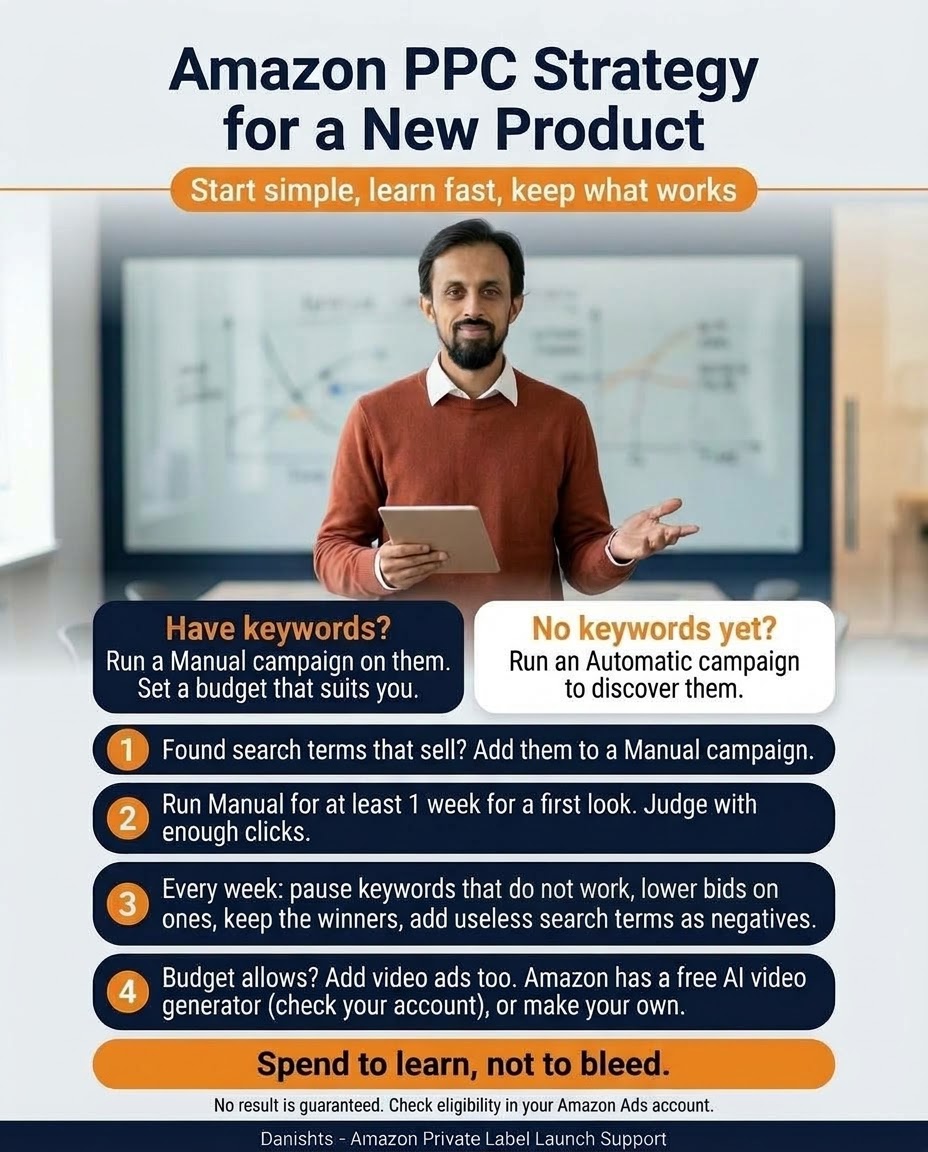 Amazon PPC Strategy
for a New Product
Start simple, learn fast, keep what works
Have keywords?
Run a Manual campaign on them.
Set a budget that suits you.
No keywords yet?
Run an Automatic campaign
to discover them.
1 Found search terms that sell? Add them to a Manual campaign.
2 Run Manual for at least 1 week for a first look. Judge with
enough clicks.
3 Every week: pause keywords that do not work, lower bids on
ones, keep the winners, add useless search terms as negatives.
4 Budget allows? Add video ads too. Amazon has a free AI video
generator (check your account), or make your own.
Spend to learn, not to bleed.
No result is guaranteed. Check eligibility in your Amazon Ads account.
Danishts - Amazon Private Label Launch Support